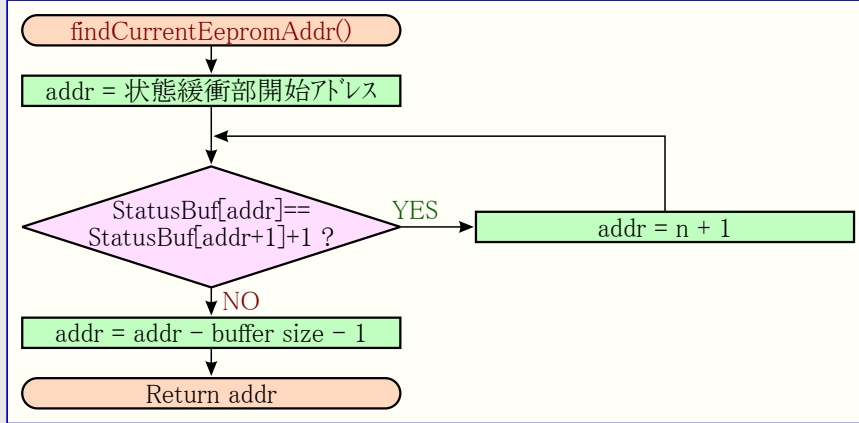 findCurrentEepromAddr()
addr = 状態緩衝部開始ｱﾄﾞﾚｽ
StatusBuf[addr]==
StatusBuf[addr+1]+1 ?
YES
addr = n + 1
NO
addr = addr - buffer size - 1
Return addr